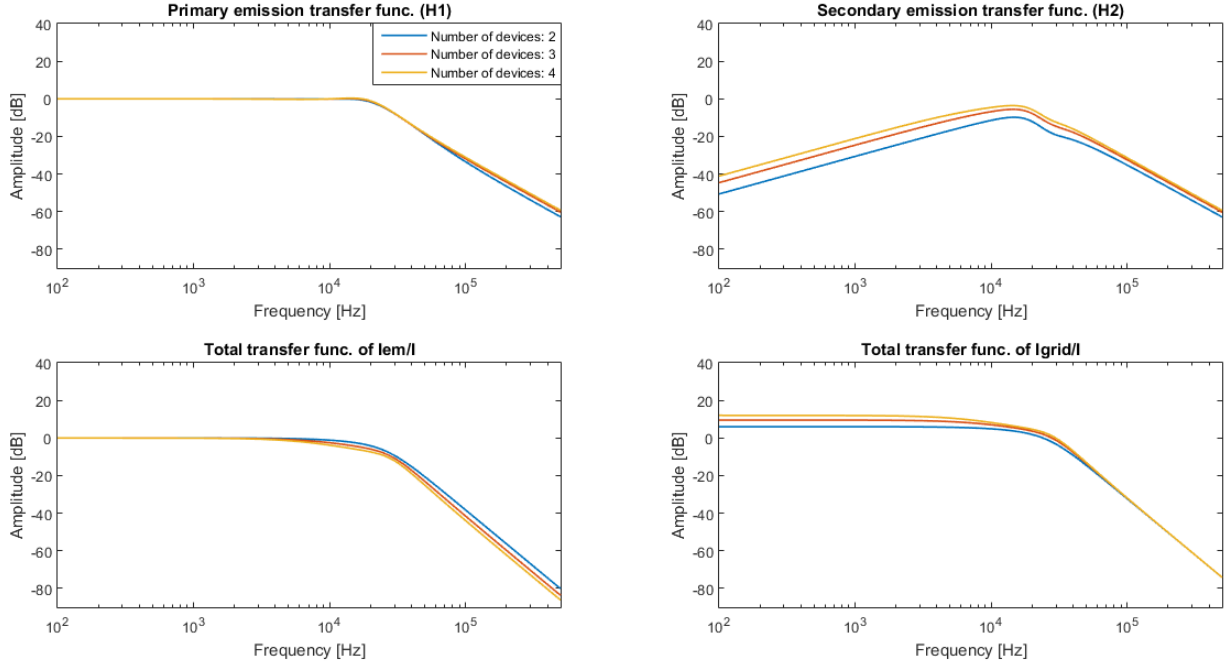 Primary emission transfer func. (H1)
40
20
0
-20
-40
-60
-80
Amplitude [dB]
Number of devices: 2
Number of devices: 3
Number of devices: 4
10^2
10^3
10^4
10^5
Frequency [Hz]
Secondary emission transfer func. (H2)
40
20
0
-20
-40
-60
-80
Amplitude [dB]
10^2
10^3
10^4
10^5
Frequency [Hz]
Total transfer func. of Iem/I
40
20
0
-20
-40
-60
-80
Amplitude [dB]
10^2
10^3
10^4
10^5
Frequency [Hz]
Total transfer func. of Igrid/I
40
20
0
-20
-40
-60
-80
Amplitude [dB]
10^2
10^3
10^4
10^5
Frequency [Hz]